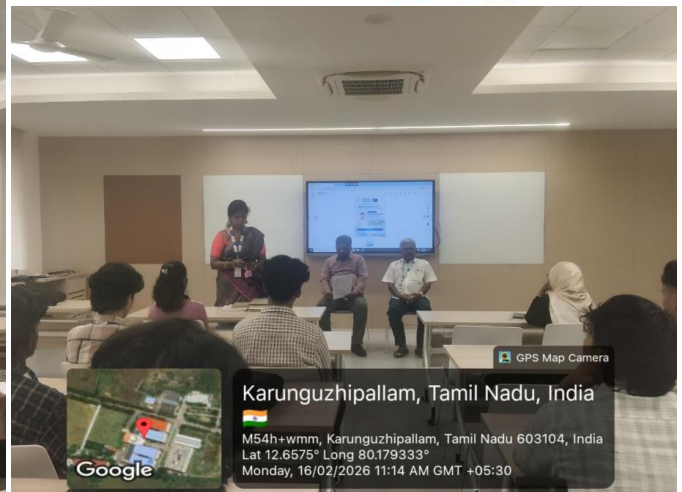 GPS Map Camera
Karunguzhipallam, Tamil Nadu, India
M54h+wmm, Karunguzhipallam, Tamil Nadu 603104, India
Lat 12.6575° Long 80.179333°
Monday, 16/02/2026 11:14 AM GMT +05:30
Google